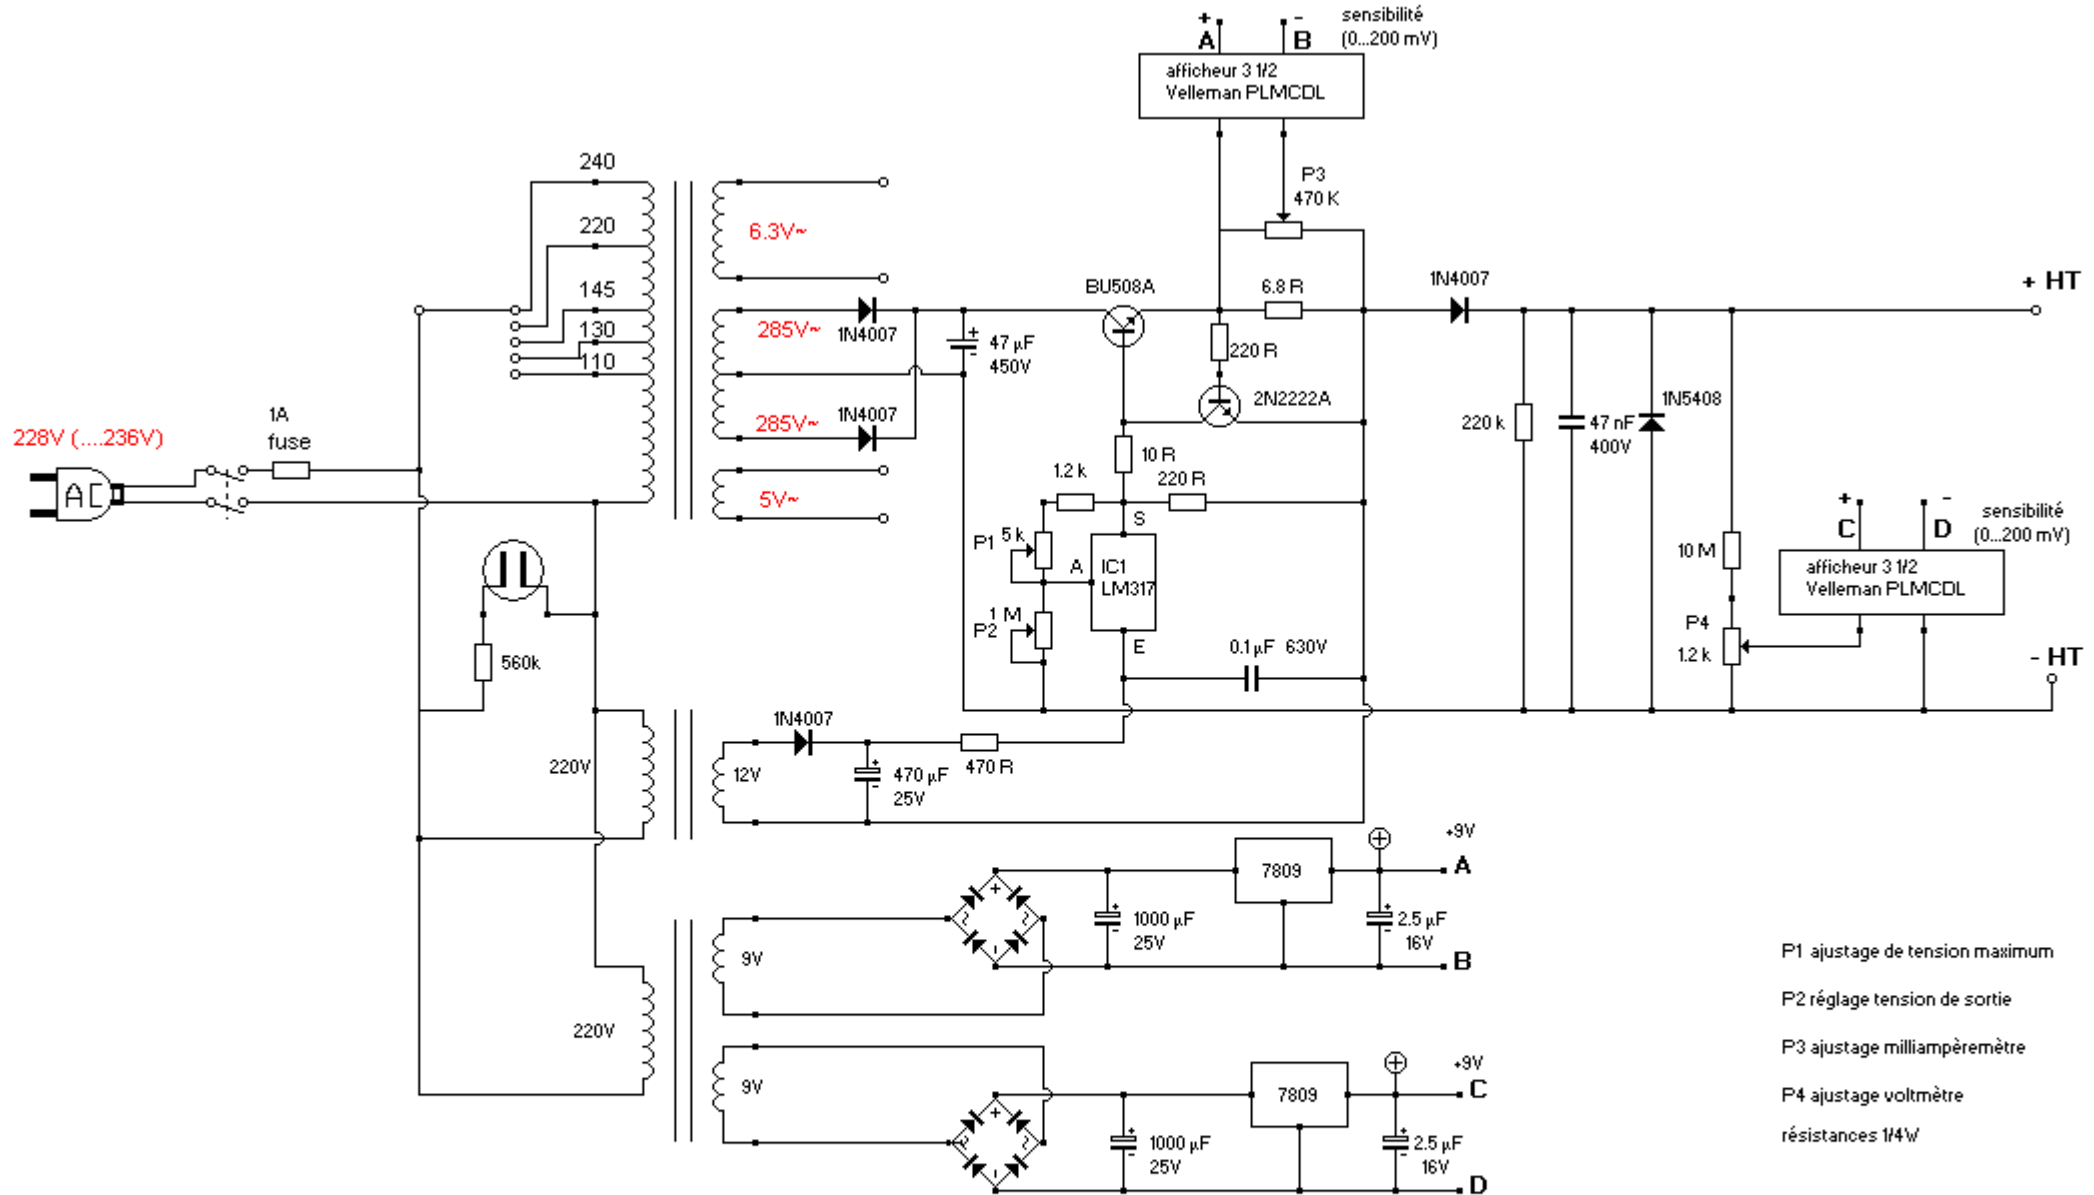 +
A
-
B
sensibilité
(0...200 mV)
afficheur 3 1/2
Velleman PLMCDL
P3
470 K
240
220
145
130
110
6.3V~
285V~
1N4007
285V~
1N4007
5V~
+
-
47 µF
450V
BU508A
6.8 R
220 R
2N2222A
1N4007
+ HT
220 k
47 nF
400V
1N5408
228V (....236V)
AC
1A
fuse
10 R
1.2 k
220 R
S
P1
5 k
A
IC1
LM317
1 M
P2
E
0.1 µF 630V
10 M
P4
1.2 k
+
C
-
D
sensibilité
(0...200 mV)
afficheur 3 1/2
Velleman PLMCDL
- HT
560k
220V
12V
1N4007
+
-
470 µF
25V
470 R
220V
9V
+
~
~
-
+
-
1000 µF
25V
7809
+
-
2.5 µF
16V
+9V
A
B
9V
+
~
~
-
+
-
1000 µF
25V
7809
+
-
2.5 µF
16V
+9V
C
D
P1 ajustage de tension maximum
P2 réglage tension de sortie
P3 ajustage milliampèremètre
P4 ajustage voltmètre
résistances 1/4W